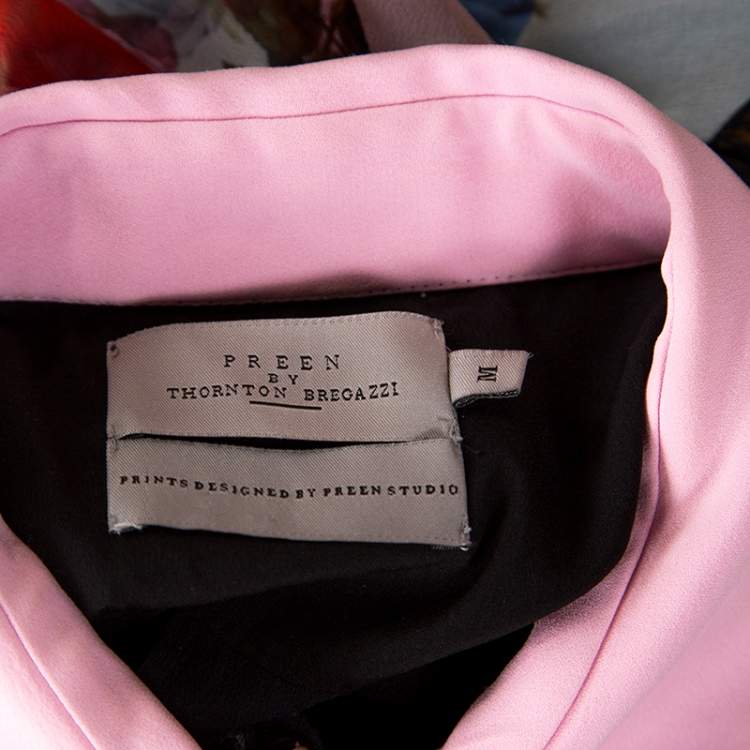 PREEN
BY
THORNTON BREGAZZI
M
PRINTS DESIGNED BY PREEN STUDIO